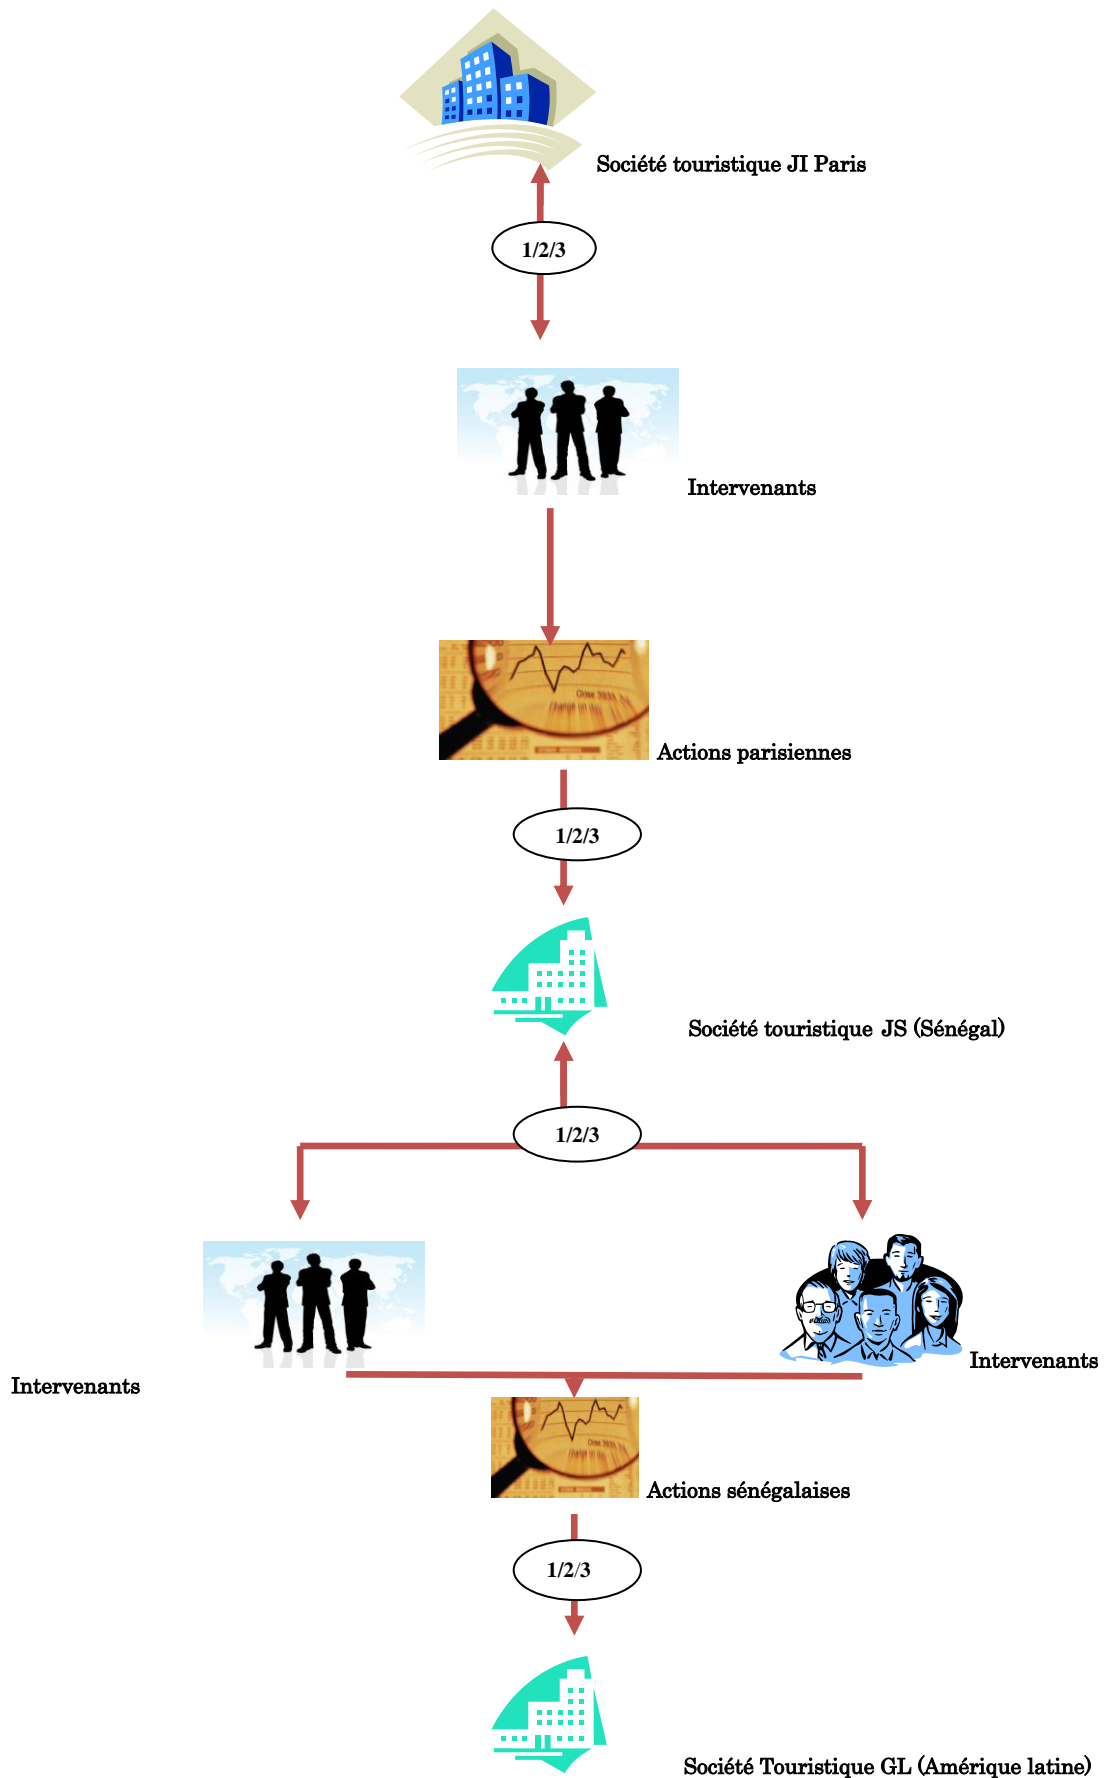 Société touristique JI Paris
1/2/3
Intervenants
Actions parisiennes
1/2/3
Société touristique JS (Sénégal)
1/2/3
Intervenants
Intervenants
Actions sénégalaises
1/2/3
Société Touristique GL (Amérique latine)